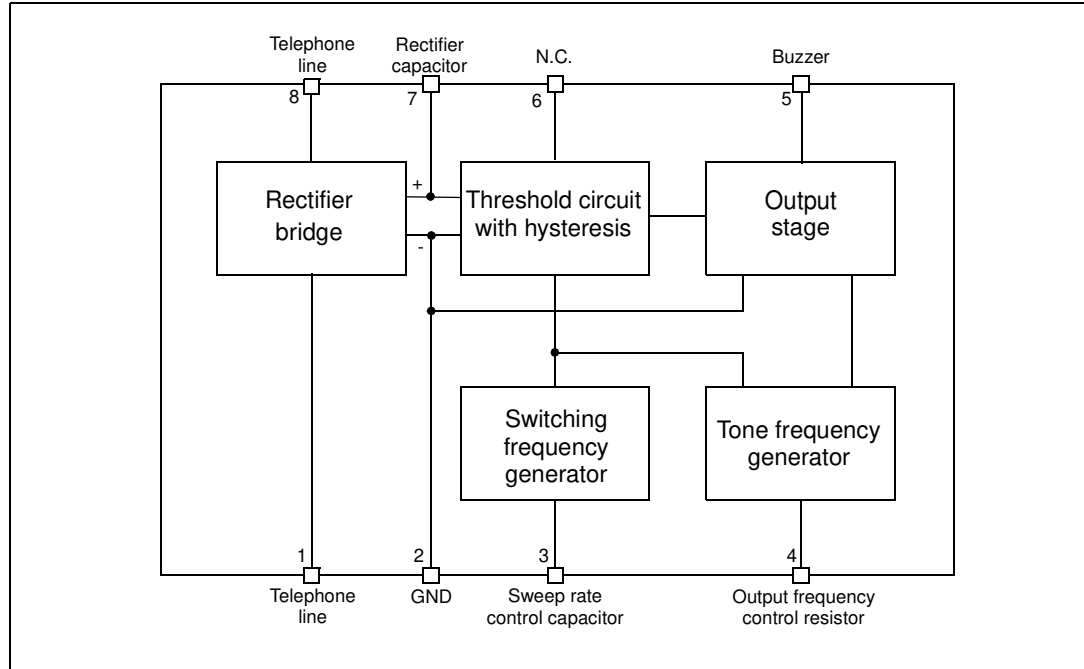 Telephone
line
Rectifier
capacitor
N.C.
Buzzer
8
7
6
5
Rectifier
bridge
+
-
Threshold circuit
with hysteresis
Output
stage
Switching
frequency
generator
Tone frequency
generator
1
2
3
4
Telephone
line
GND
Sweep rate
control capacitor
Output frequency
control resistor